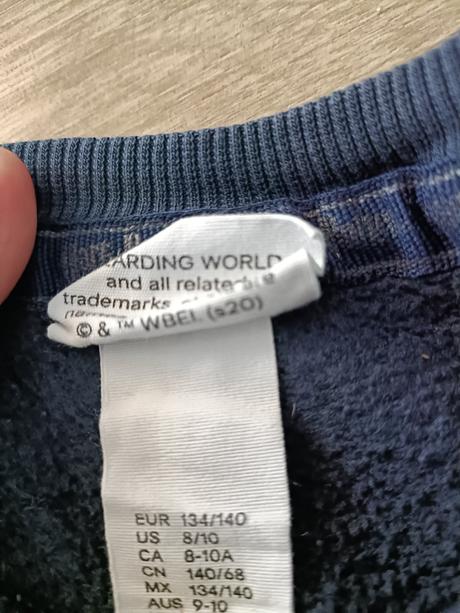 ARDING WORLD
and all related
trademarks
© & ™ WBEI. (s20)
EUR 134/140
US 8/10
CA 8-10A
CN 140/68
MX 134/140
AUS 9-10